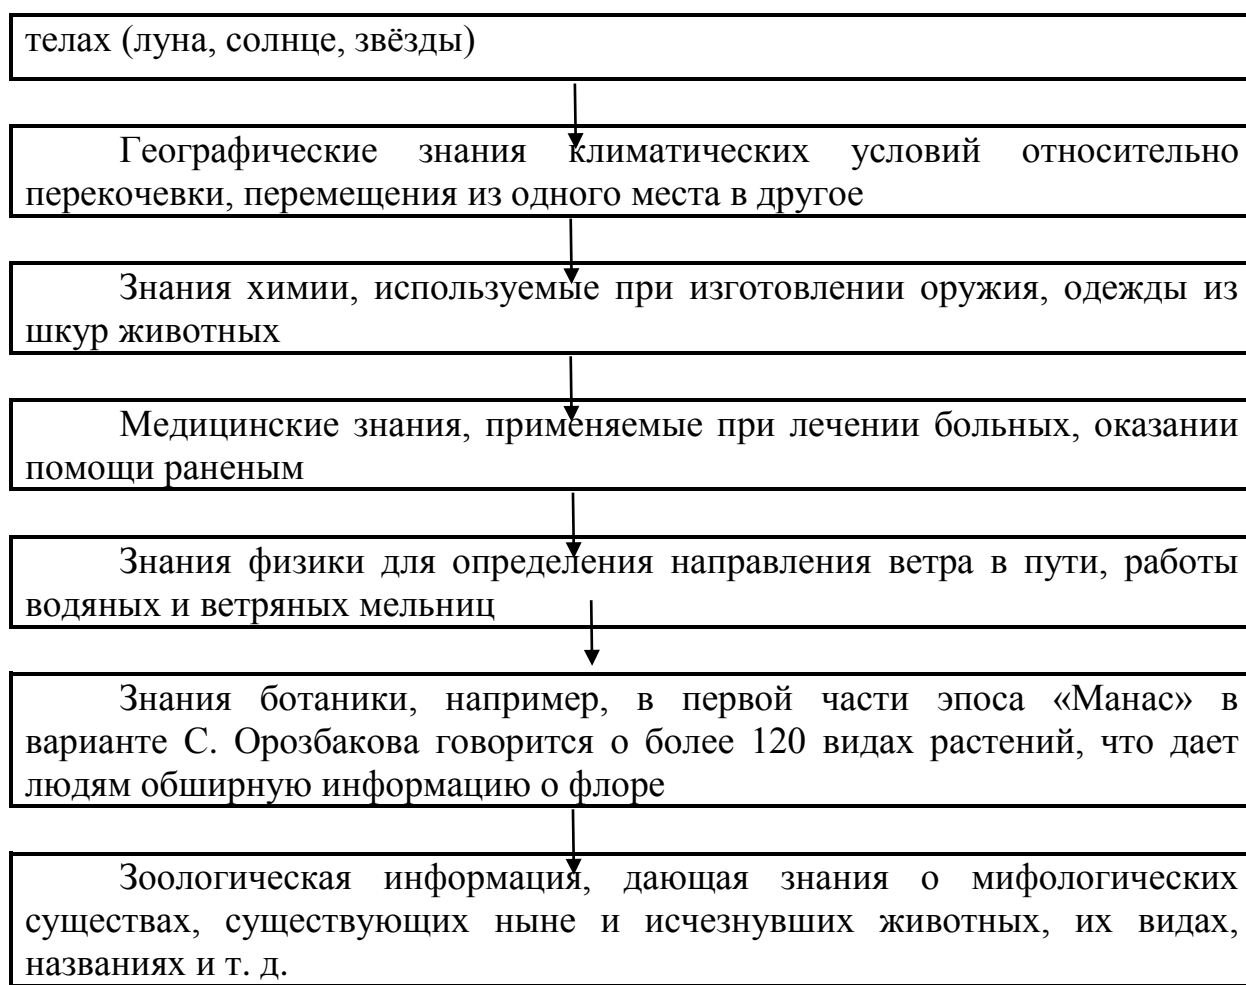 телах (луна, солнце, звёзды)
Географические знания климатических условий относительно
перекочевки, перемещения из одного места в другое
Знания химии, используемые при изготовлении оружия, одежды из
шкур животных
Медицинские знания, применяемые при лечении больных, оказании
помощи раненым
Знания физики для определения направления ветра в пути, работы
водяных и ветряных мельниц
Знания ботаники, например, в первой части эпоса «Манас» в
варианте С. Орозбакова говорится о более 120 видах растений, что дает
людям обширную информацию о флоре
Зоологическая информация, дающая знания о мифологических
существах, существующих ныне и исчезнувших животных, их видах,
названиях и т. д.